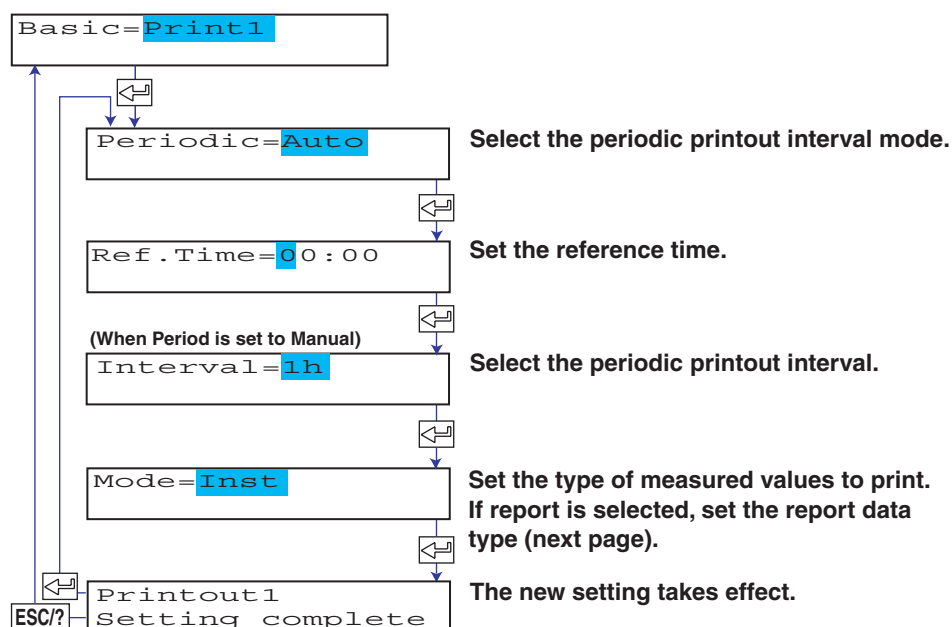 Basic=Print1
Periodic=Auto
Select the periodic printout interval mode.
Ref.Time=00:00
Set the reference time.
(When Period is set to Manual)
Interval=1h
Select the periodic printout interval.
Mode=Inst
Set the type of measured values to print.
If report is selected, set the report data
type (next page).
Printout1
The new setting takes effect.
ESC/?
Setting complete